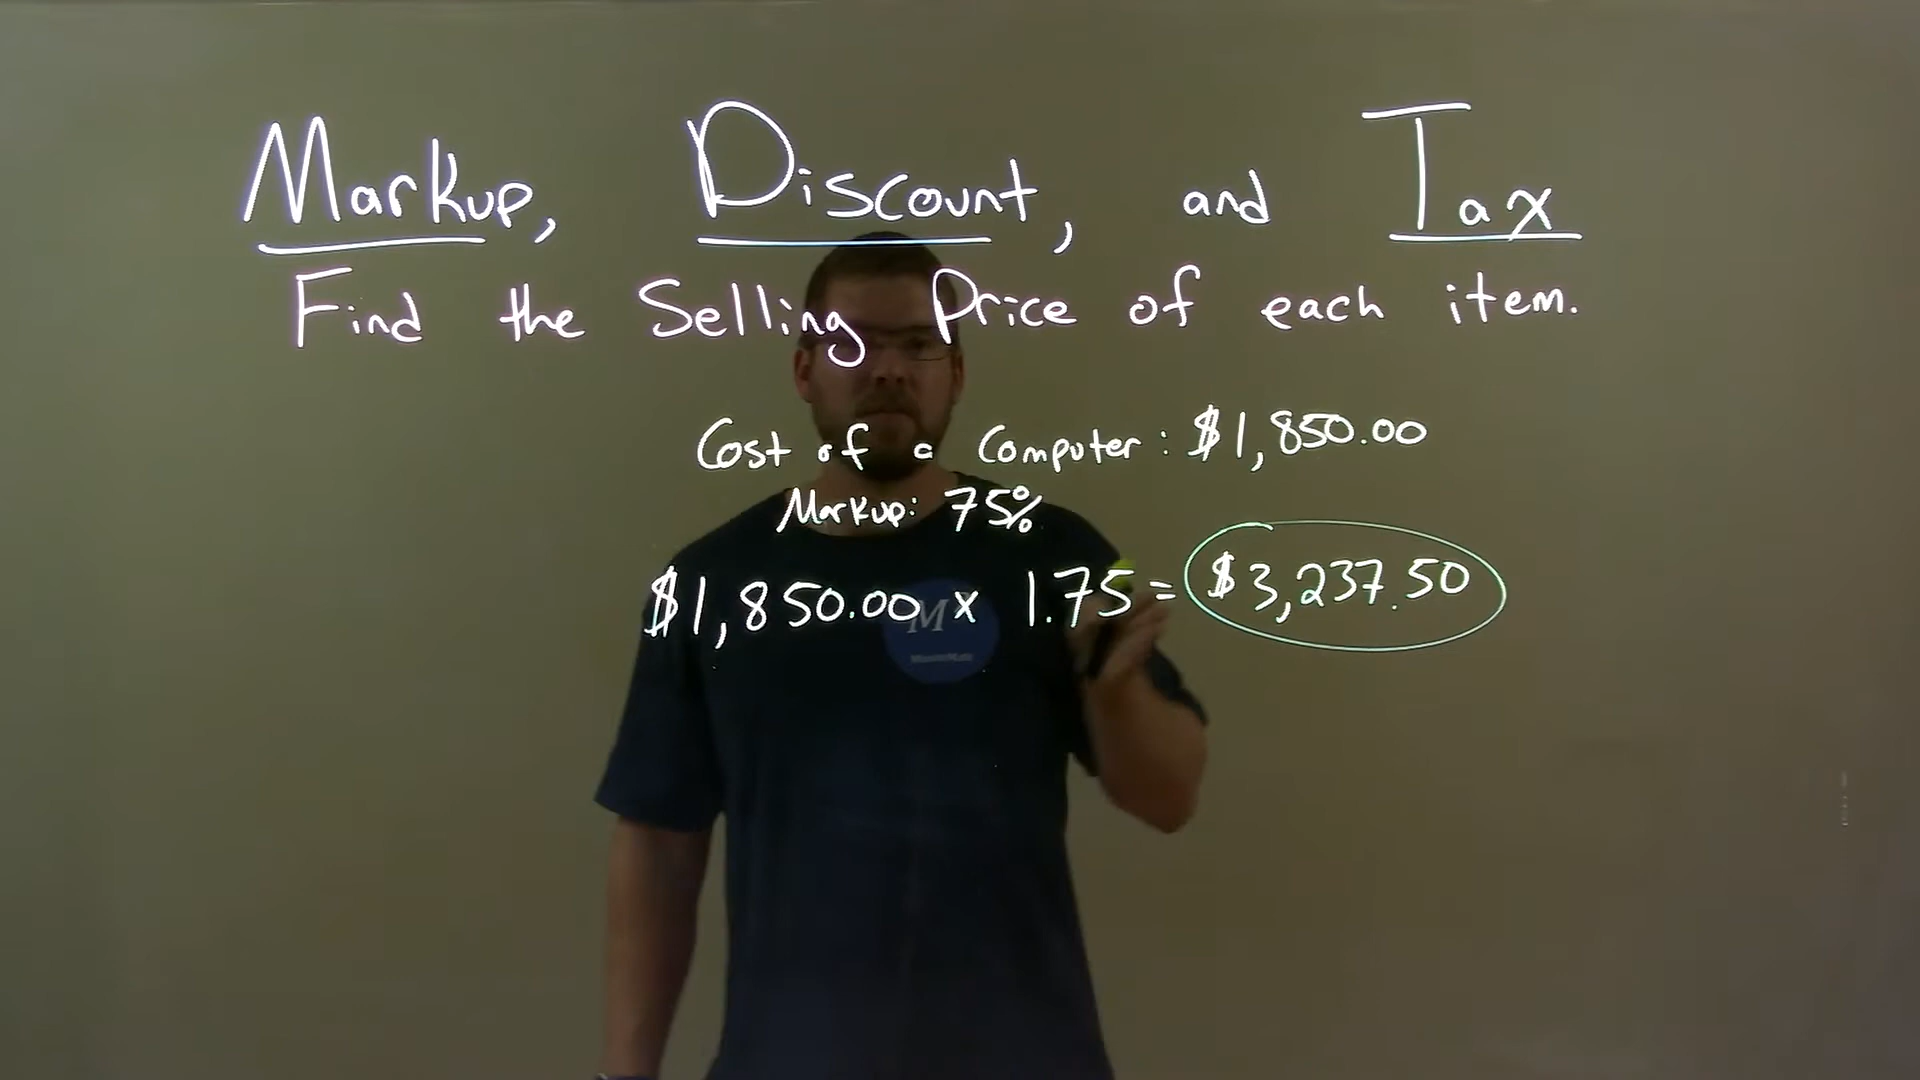 Markup, Discount, and Tax
Find the Selling Price of each item.
Cost of a Computer: $1,850.00
Markup: 75%
$1,850.00 x 1.75 = $3,237.50
M